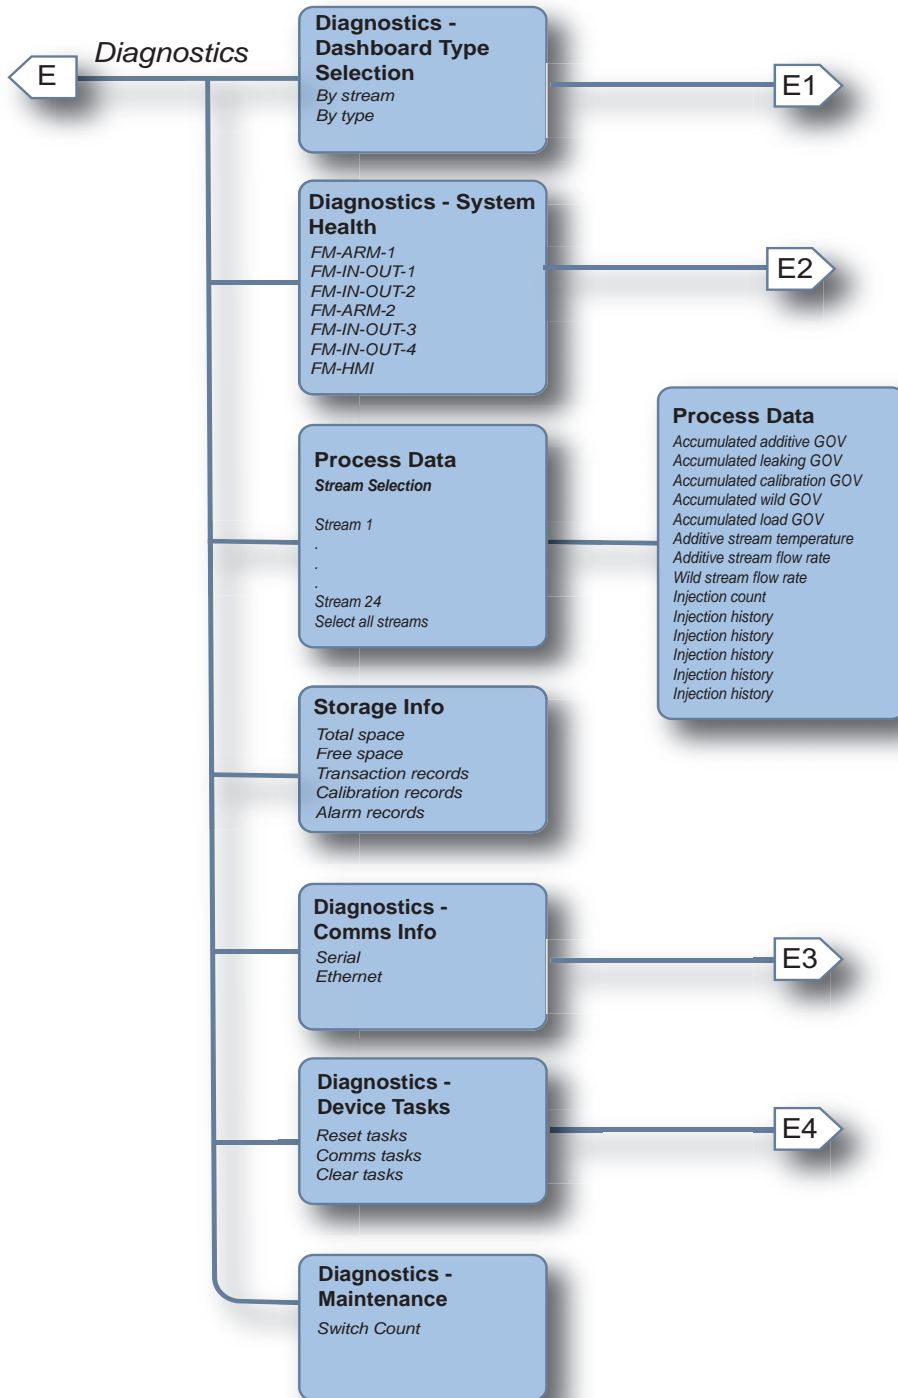 E
Diagnostics
Diagnostics -
Dashboard Type
Selection
By stream
By type
E1
Diagnostics - System
Health
FM-ARM-1
FM-IN-OUT-1
FM-IN-OUT-2
FM-ARM-2
FM-IN-OUT-3
FM-IN-OUT-4
FM-HMI
E2
Process Data
Stream Selection
Stream 1
.
.
.
Stream 24
Select all streams
Process Data
Accumulated additive GOV
Accumulated leaking GOV
Accumulated calibration GOV
Accumulated wild GOV
Accumulated load GOV
Additive stream temperature
Additive stream flow rate
Wild stream flow rate
Injection count
Injection history
Injection history
Injection history
Injection history
Injection history
Storage Info
Total space
Free space
Transaction records
Calibration records
Alarm records
Diagnostics -
Comms Info
Serial
Ethernet
E3
Diagnostics -
Device Tasks
Reset tasks
Comms tasks
Clear tasks
E4
Diagnostics -
Maintenance
Switch Count